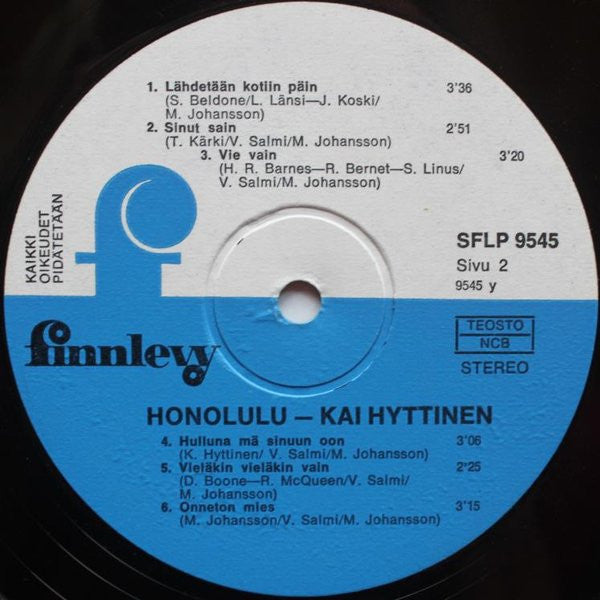 1. Lähdetään kotiin päin 3'36
(S. Beldone/L. Länsi—J. Koski/
M. Johansson)
2. Sinut sain 2'51
(T. Kärki/V. Salmi/M. Johansson)
3. Vie vain 3'20
(H. R. Barnes—R. Bernet—S. Linus/
V. Salmi/M. Johansson)
KAIKKI
OIKEUDET
PIDÄTETÄÄN
SFLP 9545
Sivu 2
9545 y
finnlevy
TEOSTO
NCB
STEREO
HONOLULU — KAI HYTTINEN
4. Hulluna mä sinuun oon 3'06
(K. Hyttinen/ V. Salmi/M. Johansson)
5. Vieläkin vieläkin vain 2'25
(D. Boone—R. McQueen/V. Salmi/
M. Johansson)
6. Onneton mies 3'15
(M. Johansson/V. Salmi/M. Johansson)